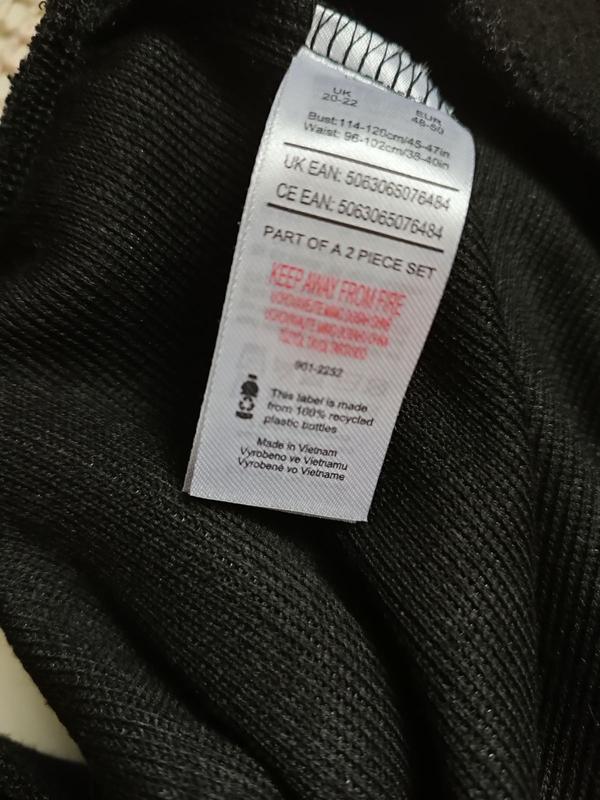 UK EUR
20-22 48-50
Bust:114-120cm/45-47in
Waist: 96-102cm/38-40in
UK EAN: 5063065076484
CE EAN: 5063065076484
PART OF A 2 PIECE SET
KEEP AWAY FROM FIRE
901-2252
This label is made
from 100% recycled
plastic bottles
Made in Vietnam
Vyrobeno ve Vietnamu
Vyrobené vo Vietname